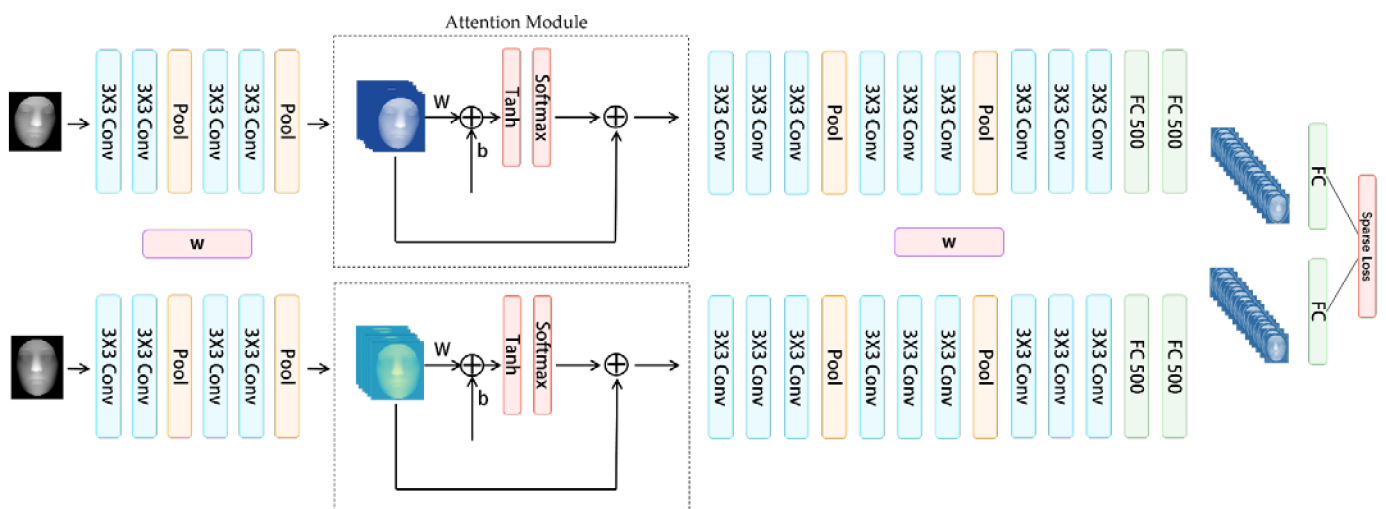 Attention Module
3X3 Conv
3X3 Conv
Pool
3X3 Conv
3X3 Conv
Pool
W
b
Tanh
Softmax
3X3 Conv
3X3 Conv
3X3 Conv
Pool
3X3 Conv
3X3 Conv
3X3 Conv
Pool
3X3 Conv
3X3 Conv
3X3 Conv
FC 500
FC 500
FC
Sparse Loss
W
W
3X3 Conv
3X3 Conv
Pool
3X3 Conv
3X3 Conv
Pool
W
b
Tanh
Softmax
3X3 Conv
3X3 Conv
3X3 Conv
Pool
3X3 Conv
3X3 Conv
3X3 Conv
Pool
3X3 Conv
3X3 Conv
3X3 Conv
FC 500
FC 500
FC